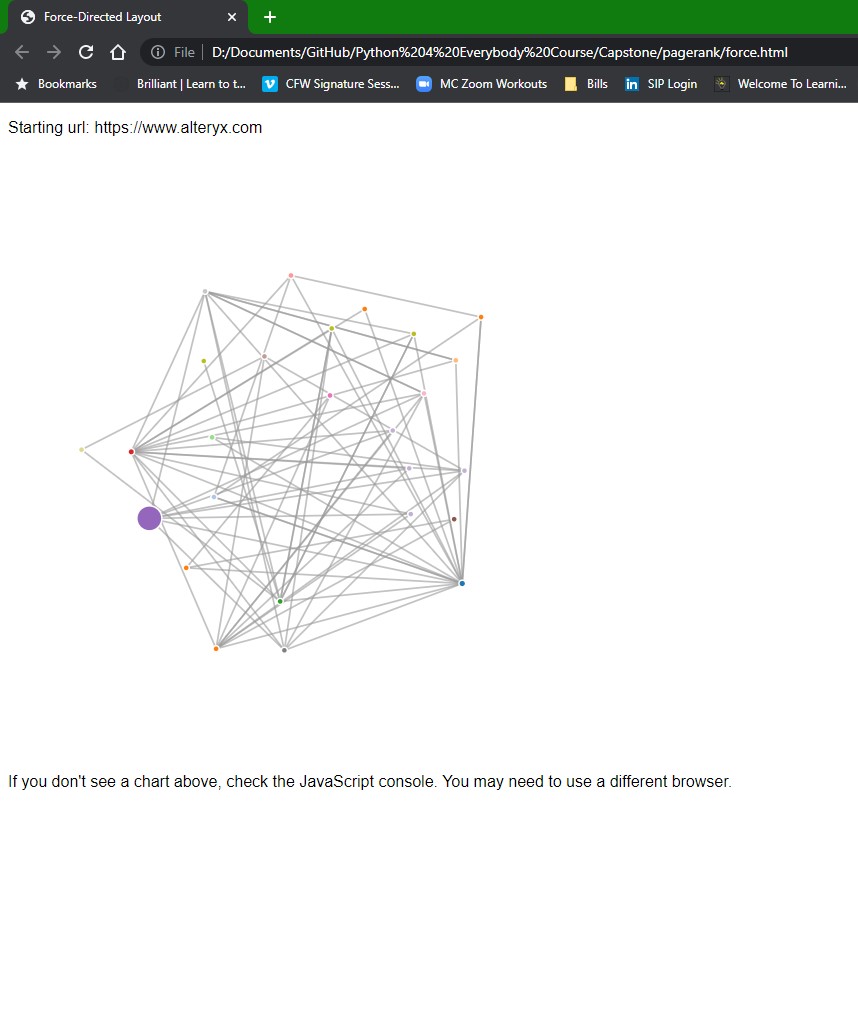 Force-Directed Layout
File | D:/Documents/GitHub/Python%204%20Everybody%20Course/Capstone/pagerank/force.html
Bookmarks Brilliant | Learn to t... CFW Signature Sess... MC Zoom Workouts Bills SIP Login Welcome To Learni...
Starting url: https://www.alteryx.com
If you don't see a chart above, check the JavaScript console. You may need to use a different browser.